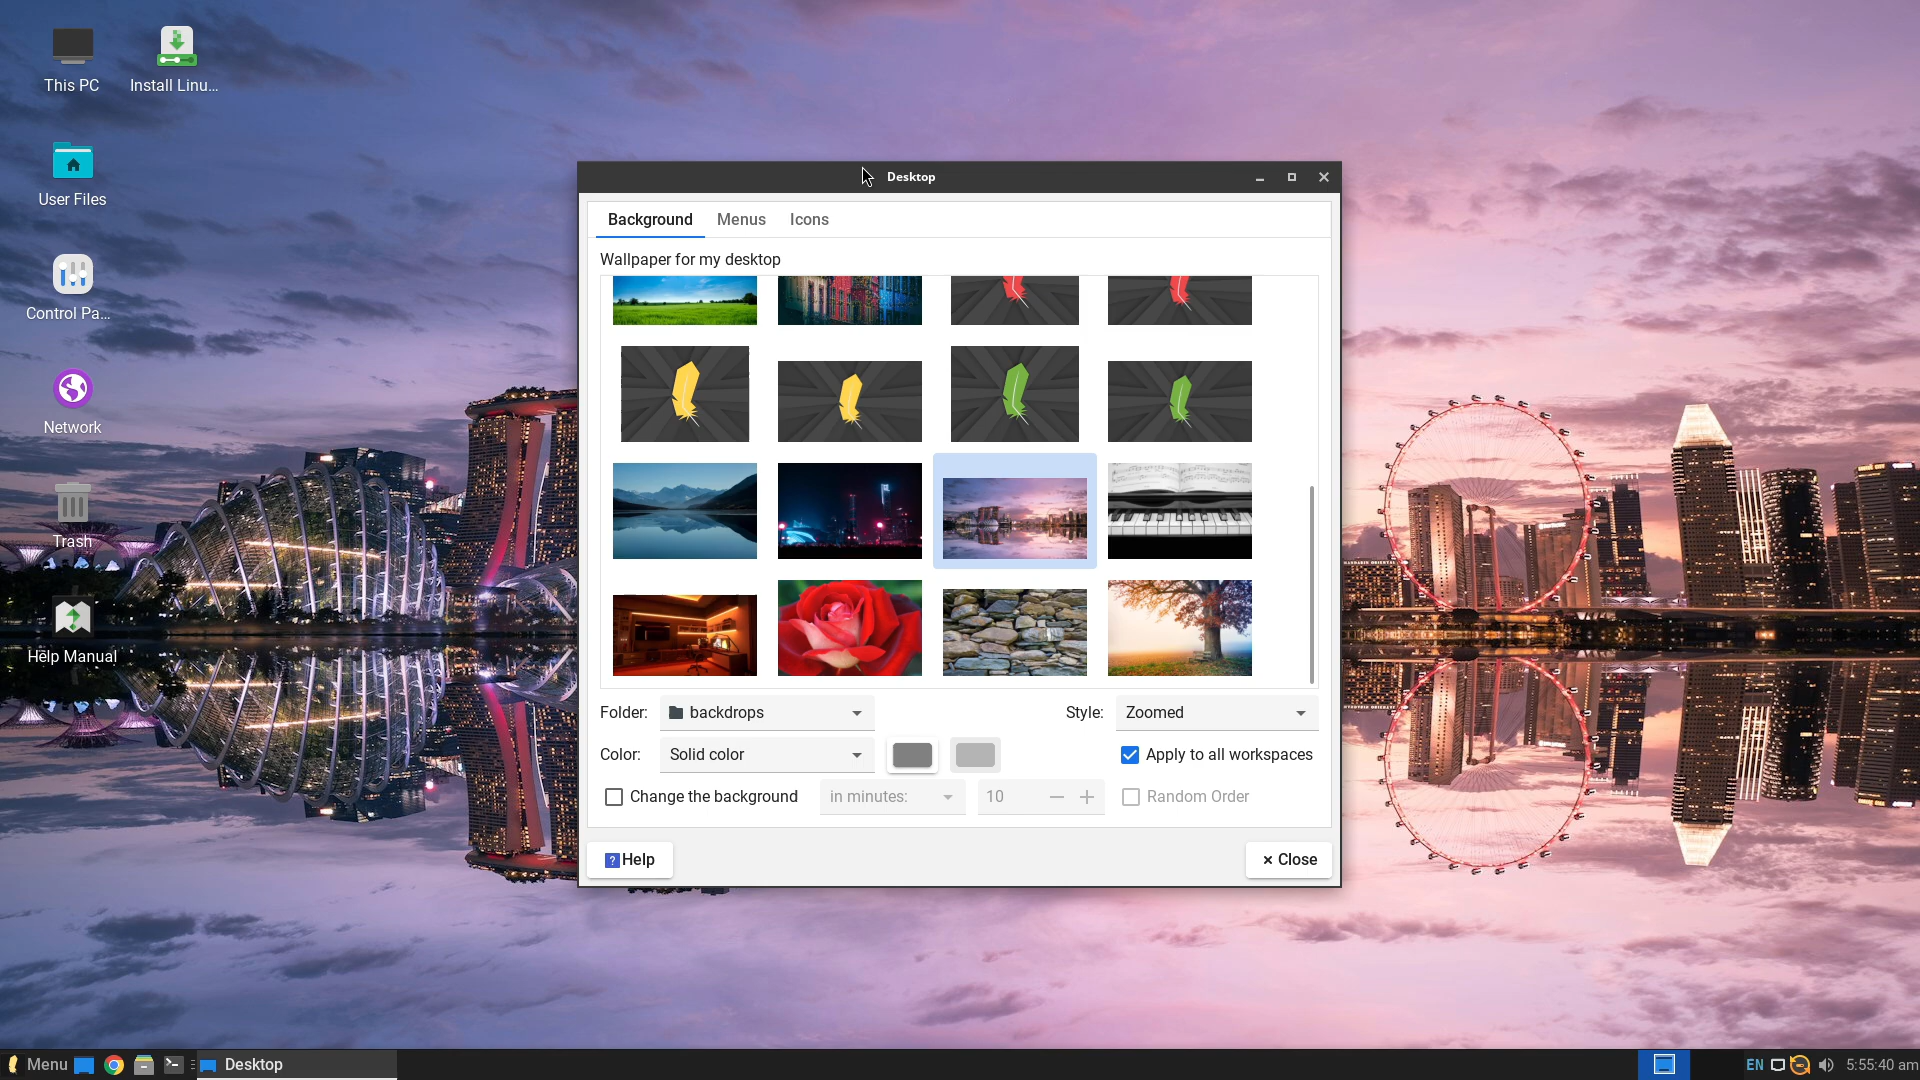 This PC
Install Linu...
User Files
Control Pa...
Network
Trash
Help Manual
Desktop
Background Menus Icons
Wallpaper for my desktop
Folder: backdrops Style: Zoomed
Color: Solid color Apply to all workspaces
Change the background in minutes: 10 Random Order
? Help
× Close
Menu Desktop EN 5:55:40 am